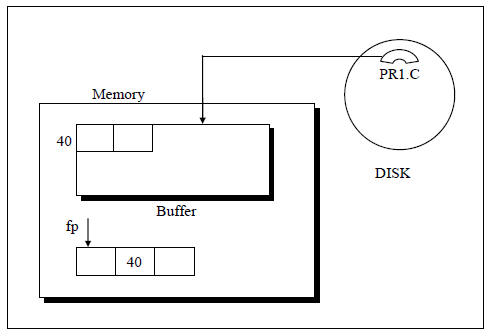 PR1.C
Memory
40
DISK
Buffer
fp
40